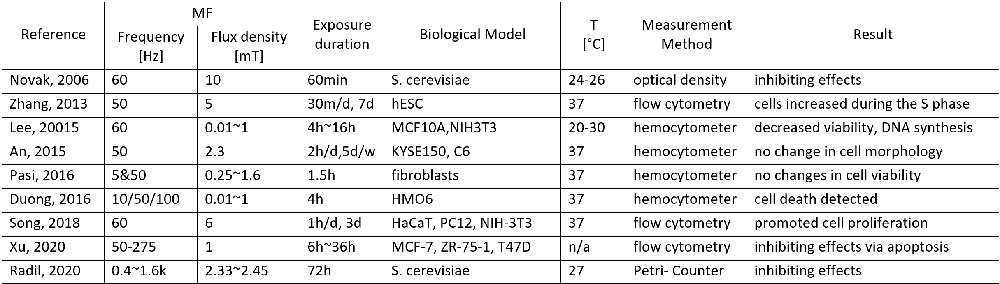 Reference | MF | Exposure duration | Biological Model | T [°C] | Measurement Method | Result
Frequency [Hz] | Flux density [mT]
Novak, 2006 | 60 | 10 | 60min | S. cerevisiae | 24-26 | optical density | inhibiting effects
Zhang, 2013 | 50 | 5 | 30m/d, 7d | hESC | 37 | flow cytometry | cells increased during the S phase
Lee, 20015 | 60 | 0.01~1 | 4h~16h | MCF10A,NIH3T3 | 20-30 | hemocytometer | decreased viability, DNA synthesis
An, 2015 | 50 | 2.3 | 2h/d,5d/w | KYSE150, C6 | 37 | hemocytometer | no change in cell morphology
Pasi, 2016 | 5&50 | 0.25~1.6 | 1.5h | fibroblasts | 37 | hemocytometer | no changes in cell viability
Duong, 2016 | 10/50/100 | 0.01~1 | 4h | HMO6 | 37 | hemocytometer | cell death detected
Song, 2018 | 60 | 6 | 1h/d, 3d | HaCaT, PC12, NIH-3T3 | 37 | flow cytometry | promoted cell proliferation
Xu, 2020 | 50-275 | 1 | 6h~36h | MCF-7, ZR-75-1, T47D | n/a | flow cytometry | inhibiting effects via apoptosis
Radil, 2020 | 0.4~1.6k | 2.33~2.45 | 72h | S. cerevisiae | 27 | Petri- Counter | inhibiting effects